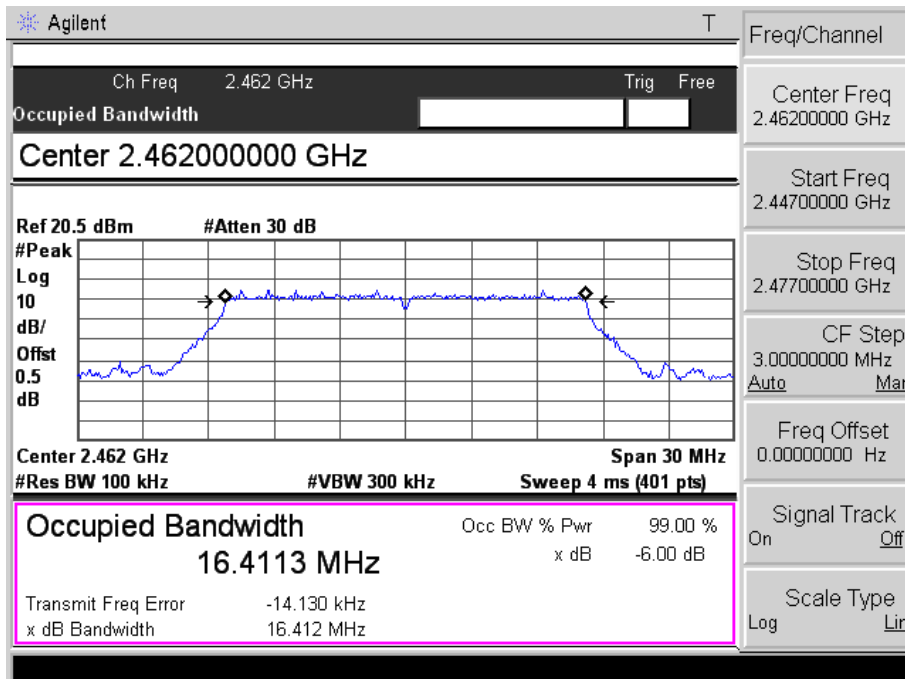 Agilent
T
Ch Freq 2.462 GHz Trig Free
Occupied Bandwidth
Center 2.462000000 GHz
Ref 20.5 dBm #Atten 30 dB
#Peak
Log
10
dB/
Offst
0.5
dB
Center 2.462 GHz Span 30 MHz
#Res BW 100 kHz #VBW 300 kHz Sweep 4 ms (401 pts)
Occupied Bandwidth
16.4113 MHz
Occ BW % Pwr 99.00 %
x dB -6.00 dB
Transmit Freq Error -14.130 kHz
x dB Bandwidth 16.412 MHz
Freq/Channel
Center Freq
2.46200000 GHz
Start Freq
2.44700000 GHz
Stop Freq
2.47700000 GHz
CF Step
3.00000000 MHz
Auto Mar
Freq Offset
0.00000000 Hz
Signal Track
On Off
Scale Type
Log Lin